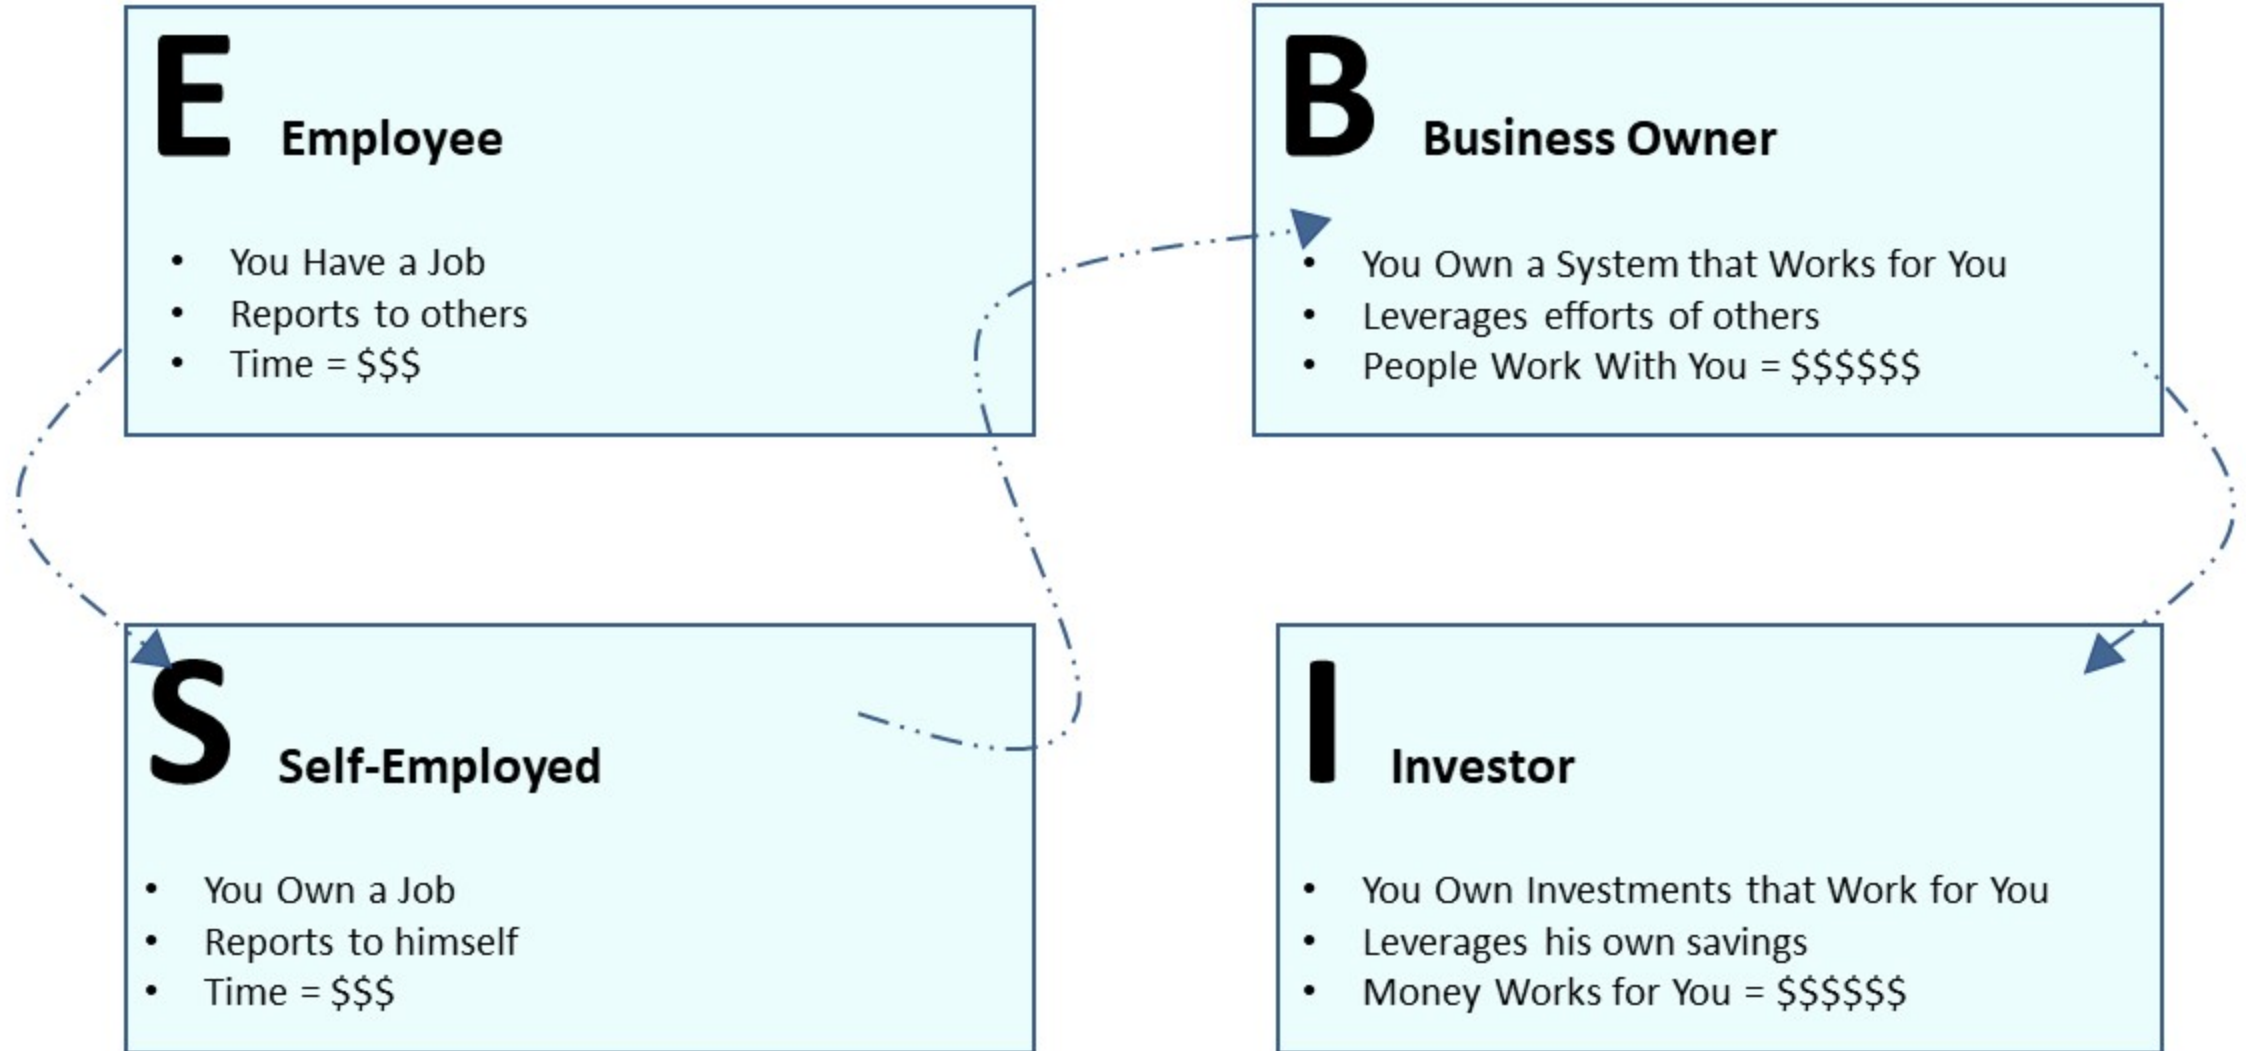 E Employee
• You Have a Job
• Reports to others
• Time = $$$
B Business Owner
• You Own a System that Works for You
• Leverages efforts of others
• People Work With You = $$$$$$
S Self-Employed
• You Own a Job
• Reports to himself
• Time = $$$
I Investor
• You Own Investments that Work for You
• Leverages his own savings
• Money Works for You = $$$$$$